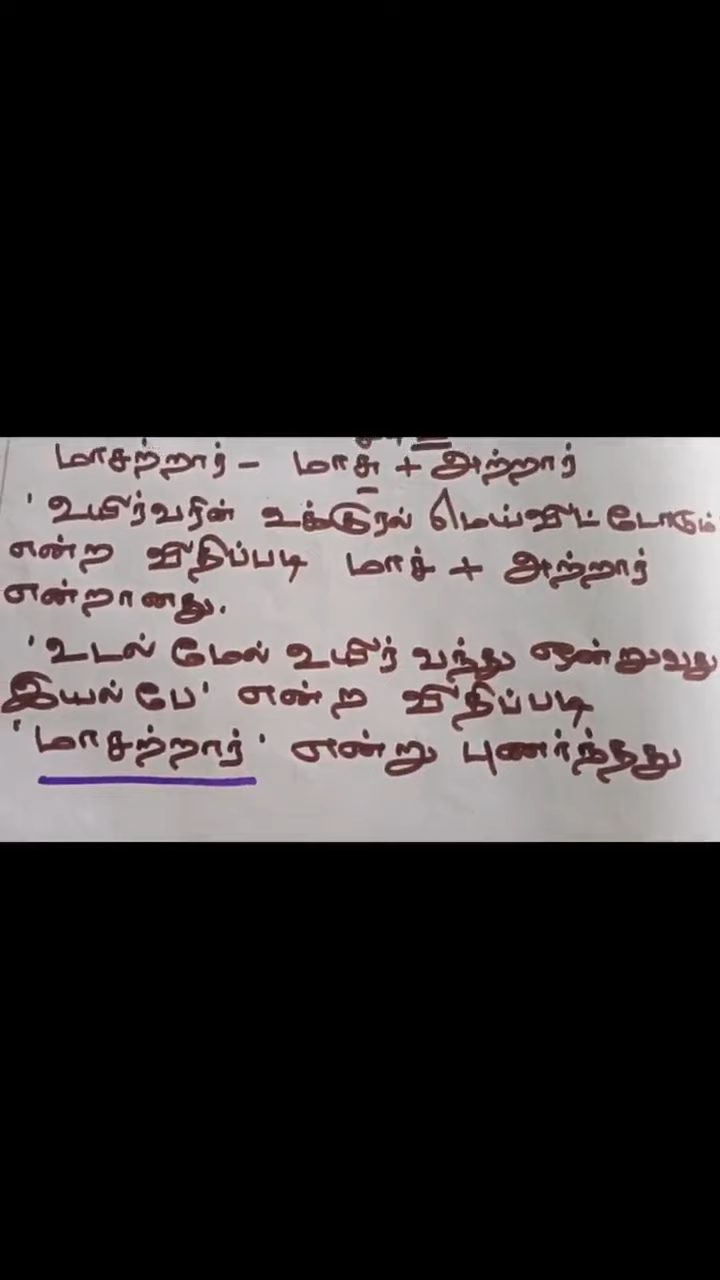 மாசற்றார் - மாசு + அற்றார்
'உயிர்வரின் உக்குரல் மெய்விட்டோடும்
என்ற விதிப்படி மாச் + அற்றார்
என்றானது.
'உடல் மேல் உயிர் வந்து ஒன்றுவது
இயல்பே' என்ற விதிப்படி
'மாசற்றார்' என்று புணர்ந்தது